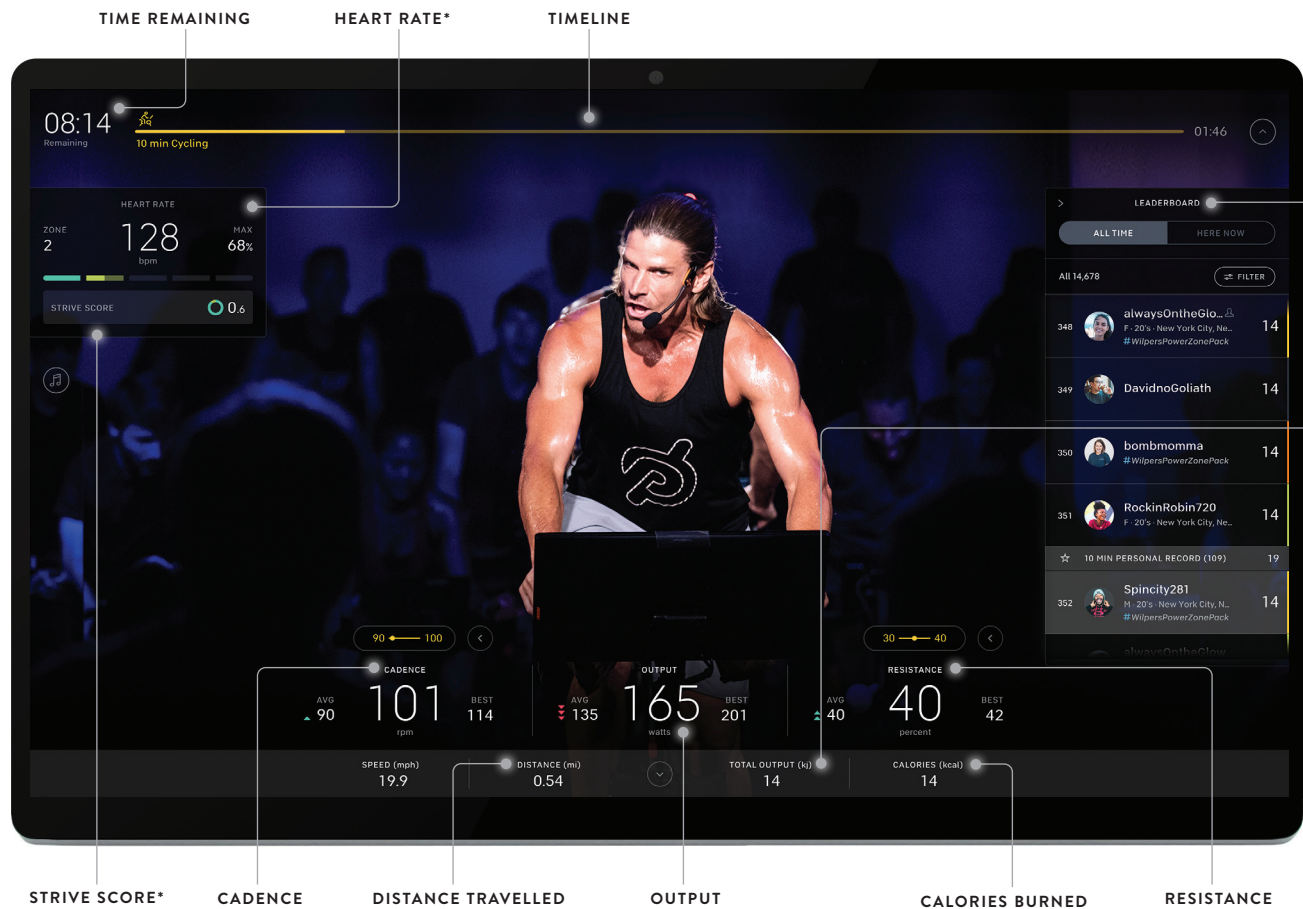 TIME REMAINING
HEART RATE*
TIMELINE
08:14
Remaining
10 min Cycling
01:46
HEART RATE
ZONE
2
128
bpm
MAX
68%
STRIVE SCORE
0.6
LEADERBOARD
ALL TIME
HERE NOW
All 14,678
FILTER
348
alwaysOntheGlo...
F · 20's · New York City, Ne...
#WilpersPowerZonePack
14
349
DavidnoGoliath
14
350
bombmomma
#WilpersPowerZonePack
14
351
RockinRobin720
F · 20's · New York City, Ne...
14
10 MIN PERSONAL RECORD (109)
19
352
Spincity281
M · 20's · New York City, N...
#WilpersPowerZonePack
14
alwaysOntheGlow
90
100
30
40
CADENCE
AVG
90
101
rpm
BEST
114
OUTPUT
AVG
135
165
watts
BEST
201
RESISTANCE
AVG
40
40
percent
BEST
42
SPEED (mph)
19.9
DISTANCE (mi)
0.54
TOTAL OUTPUT (kj)
14
CALORIES (kcal)
14
STRIVE SCORE*
CADENCE
DISTANCE TRAVELLED
OUTPUT
CALORIES BURNED
RESISTANCE